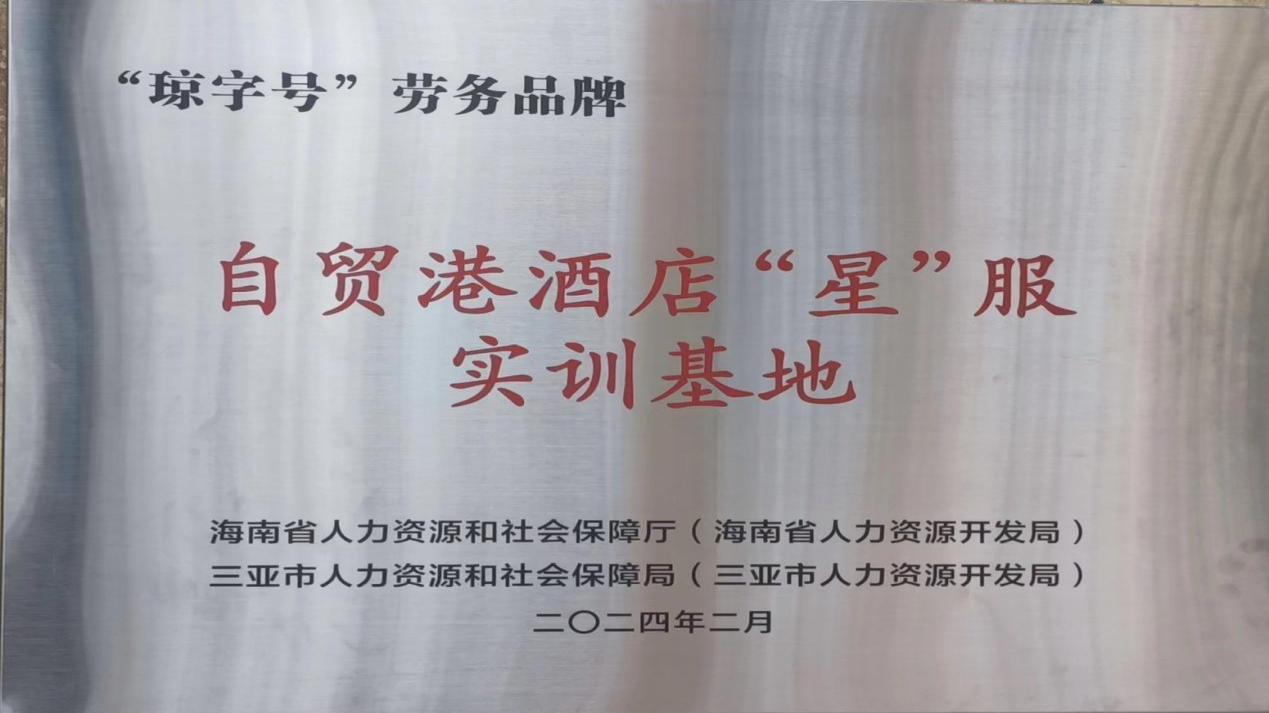 “琼字号”劳务品牌
自贸港酒店“星”服
实训基地
海南省人力资源和社会保障厅（海南省人力资源开发局）
三亚市人力资源和社会保障局（三亚市人力资源开发局）
二〇二四年二月